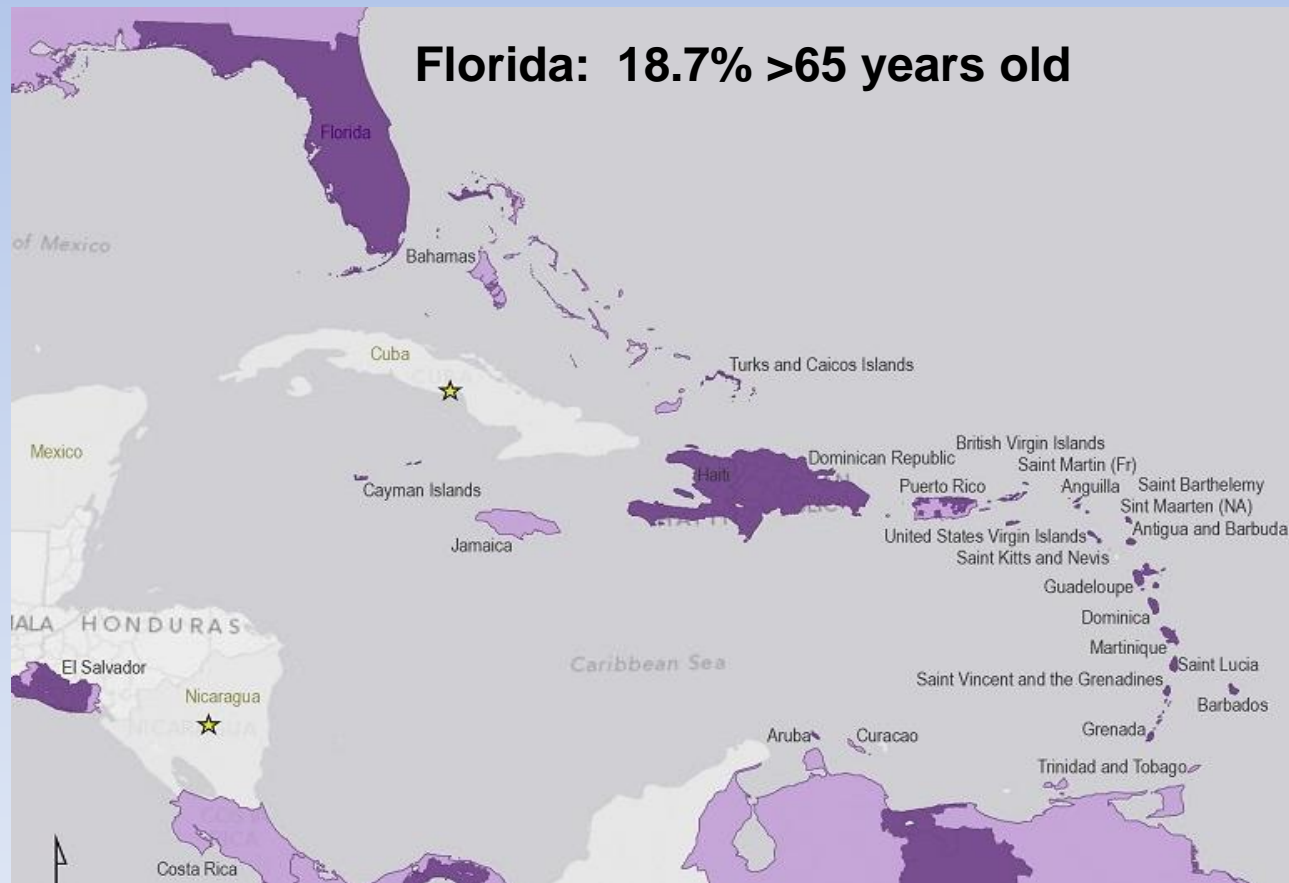 Florida:  18.7% >65 years old
Florida
of Mexico
Bahamas
Cuba
Turks and Caicos Islands
Mexico
Haiti
Dominican Republic
British Virgin Islands
Saint Martin (Fr)
Cayman Islands
Puerto Rico
Anguilla
Saint Barthelemy
Sint Maarten (NA)
Jamaica
United States Virgin Islands
Antigua and Barbuda
Saint Kitts and Nevis
Guadeloupe
Dominica
ALA HONDURAS
Martinique
El Salvador
Caribbean Sea
Saint Lucia
Saint Vincent and the Grenadines
Nicaragua
NICARAGUA
Barbados
Grenada
Aruba
Curacao
Trinidad and Tobago
Costa Rica